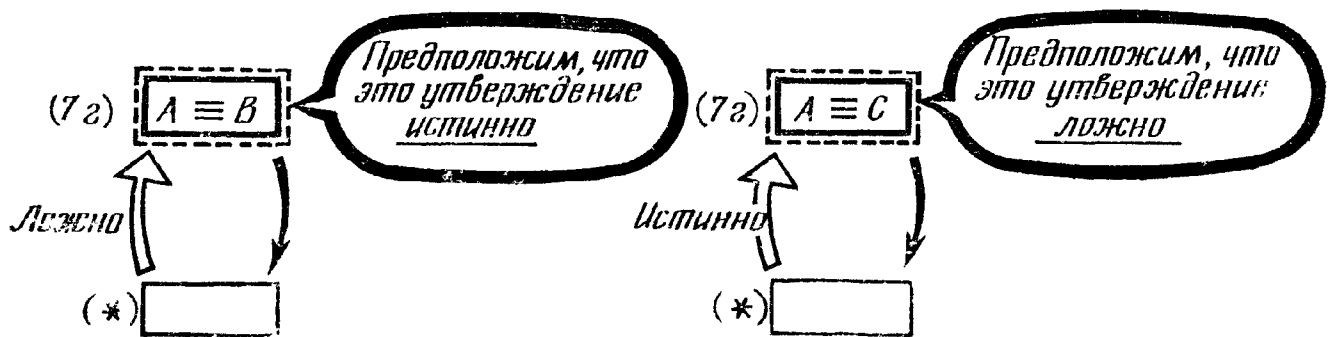 Предположим, что
это утверждение
истинно
(7г) A ≡ B
Ложно
(*)
Предположим, что
это утверждение
ложно
(7г) A ≡ C
Истинно
(*)